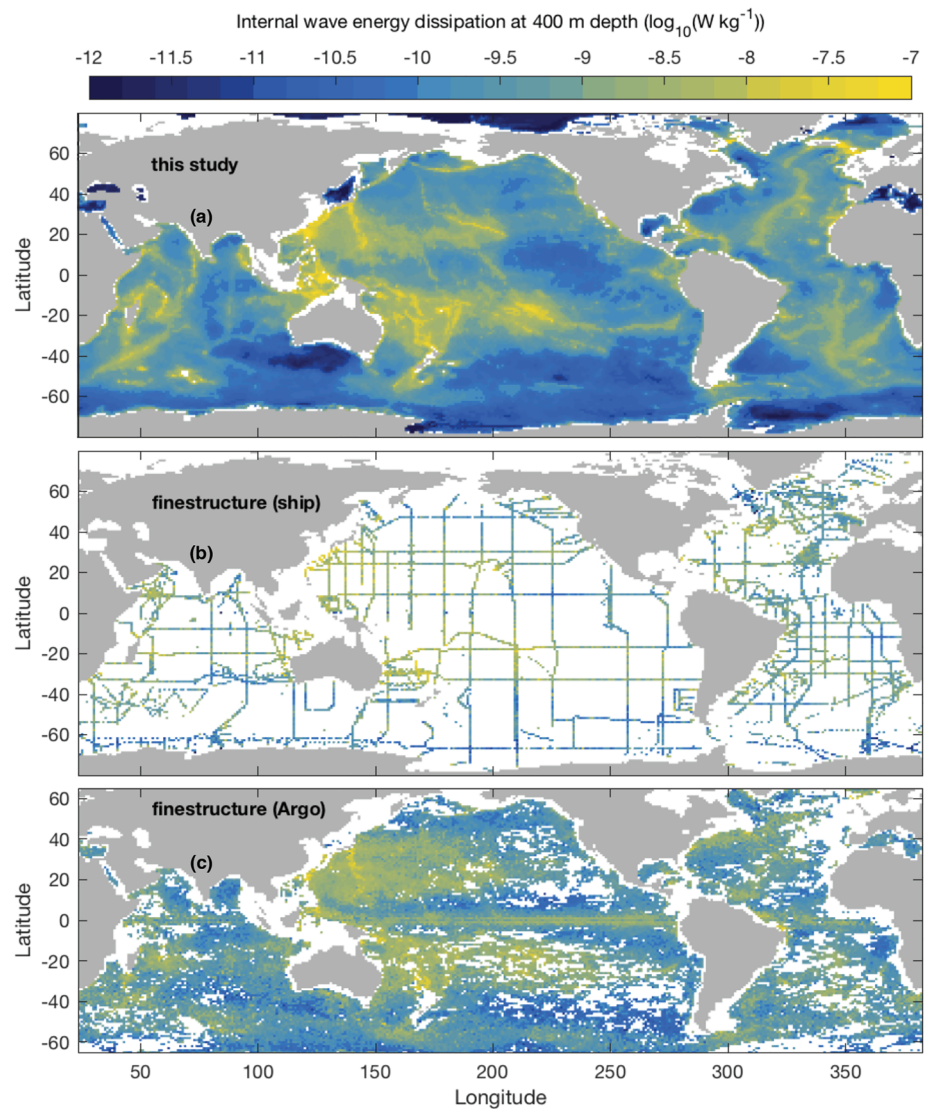 Internal wave energy dissipation at 400 m depth (log10(W kg-1))
-12 -11.5 -11 -10.5 -10 -9.5 -9 -8.5 -8 -7.5 -7
60
40
20
0
-20
-40
-60
Latitude
this study
(a)
60
40
20
0
-20
-40
-60
Latitude
finestructure (ship)
(b)
60
40
20
0
-20
-40
-60
Latitude
finestructure (Argo)
(c)
50 100 150 200 250 300 350
Longitude